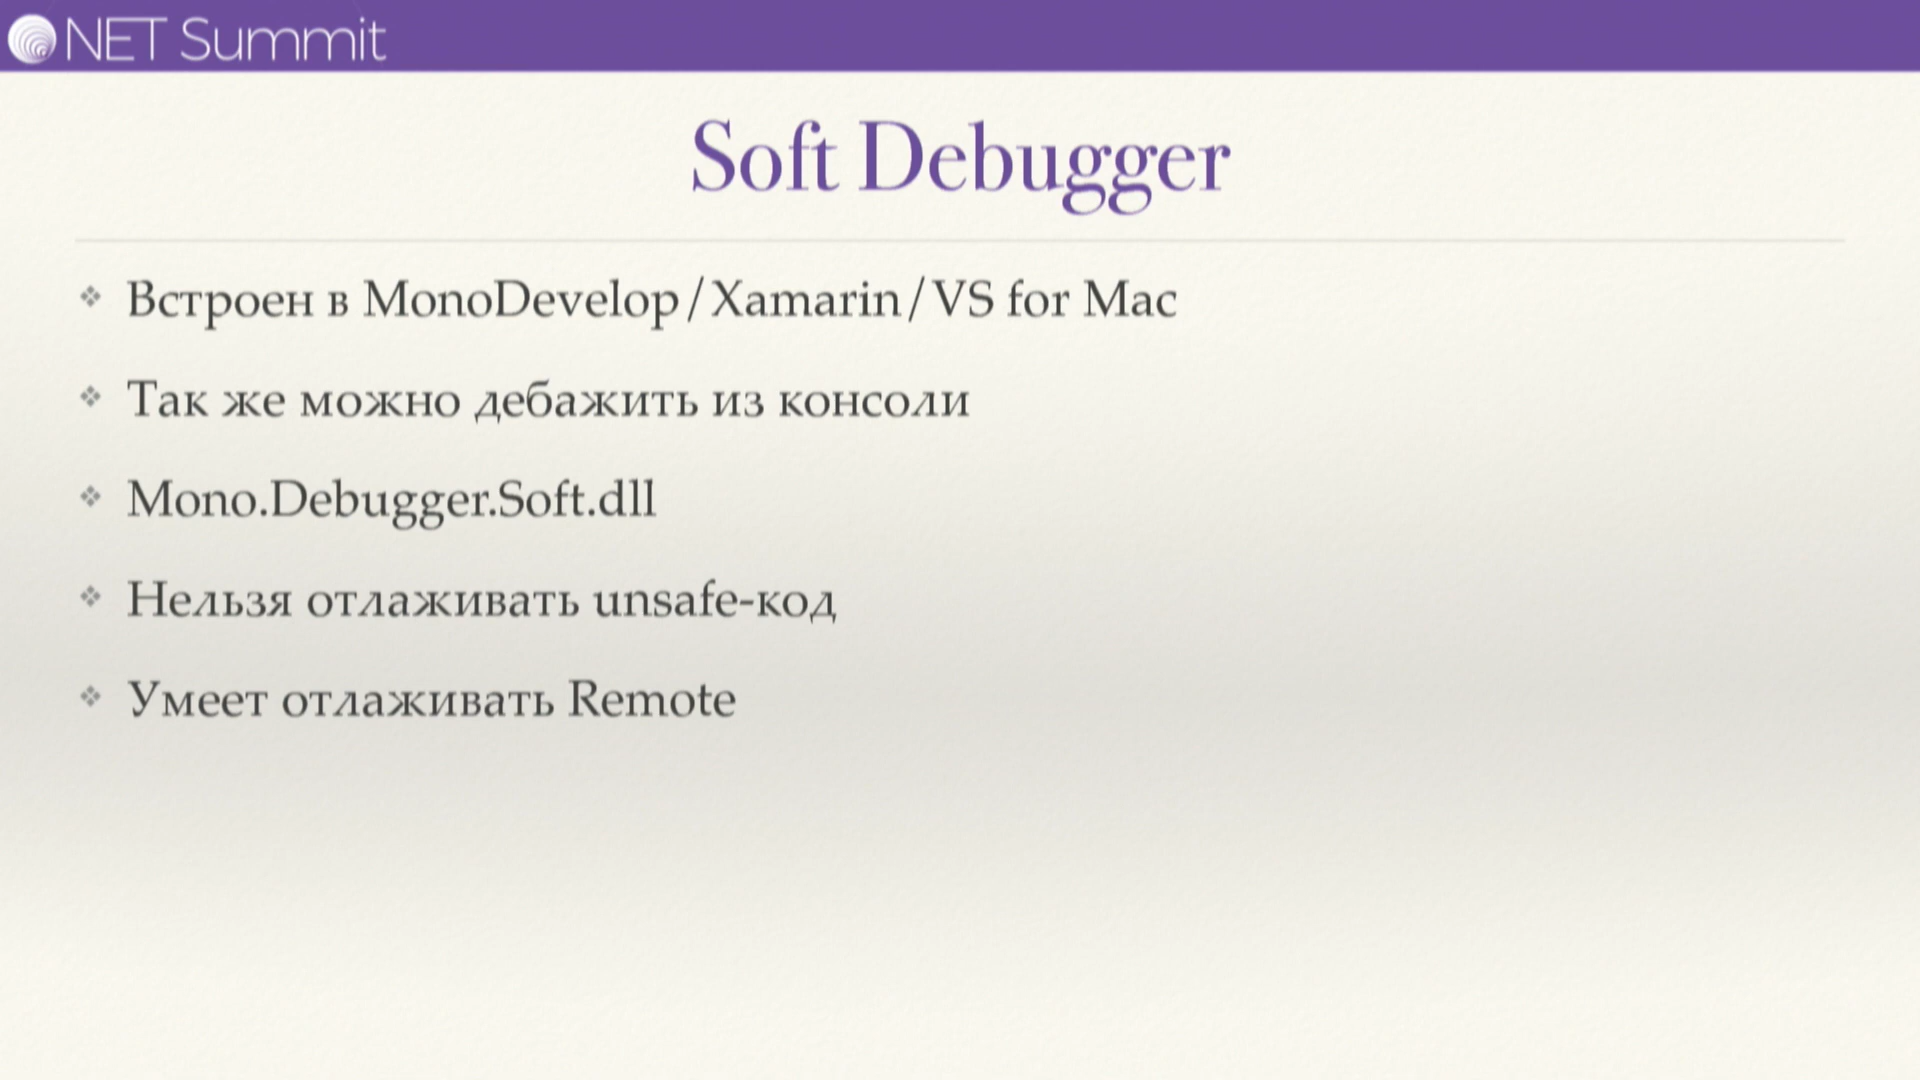 NET Summit
Soft Debugger
Встроен в MonoDevelop/Xamarin/VS for Mac
Так же можно дебажить из консоли
Mono.Debugger.Soft.dll
Нельзя отлаживать unsafe-код
Умеет отлаживать Remote